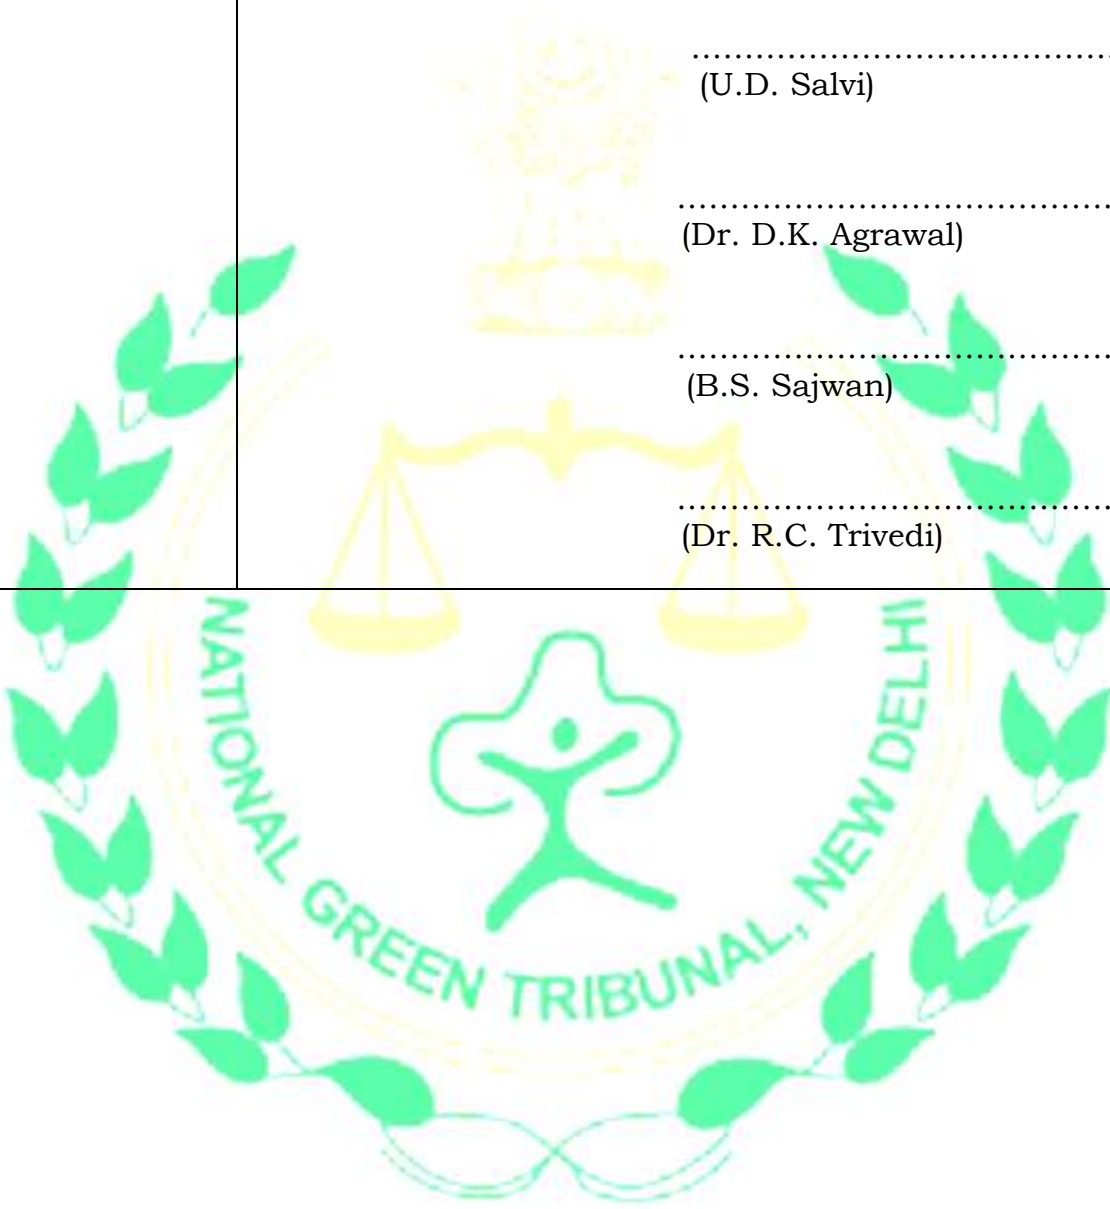 ……………………………………
(U.D. Salvi)
……………………………………
(Dr. D.K. Agrawal)
……………………………………
(B.S. Sajwan)
……………………………………
(Dr. R.C. Trivedi)
NATIONAL GREEN TRIBUNAL, NEW DELHI